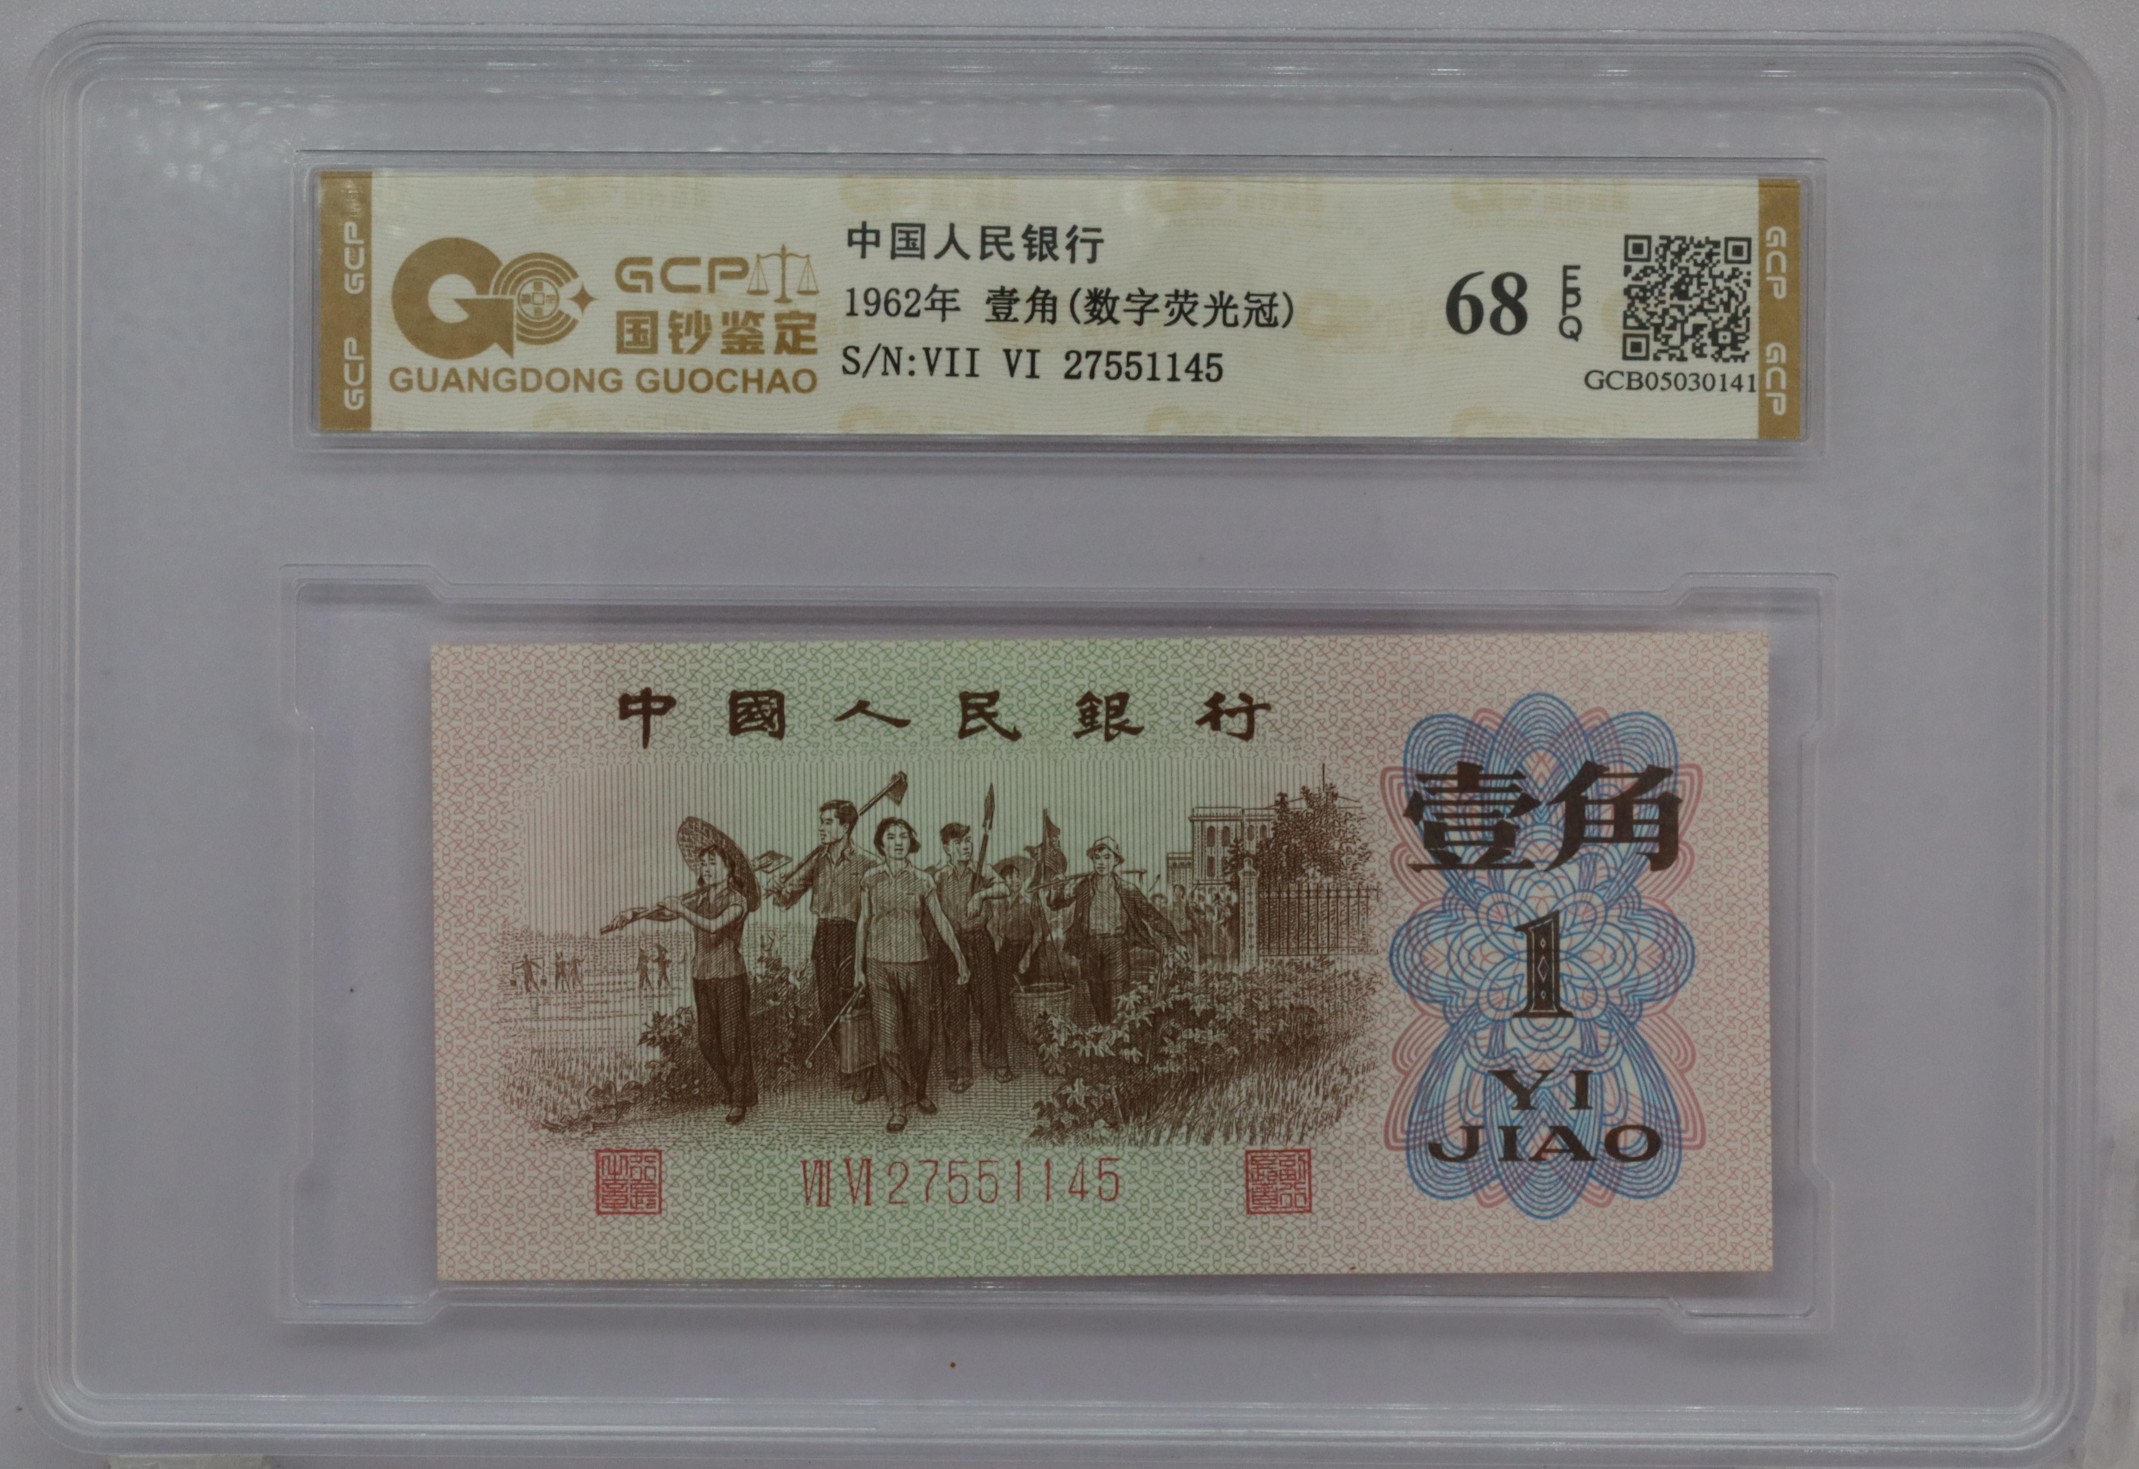 GCP
GCP
GCP
国钞鉴定
GUANGDONG GUOCHAO
中国人民银行
1962年 壹角(数字荧光冠)
S/N:VII VI 27551145
68
EPQ
GCB05030141
GCP
GCP
中國人民銀行
壹角
1
YI
JIAO
VII VI 27551145